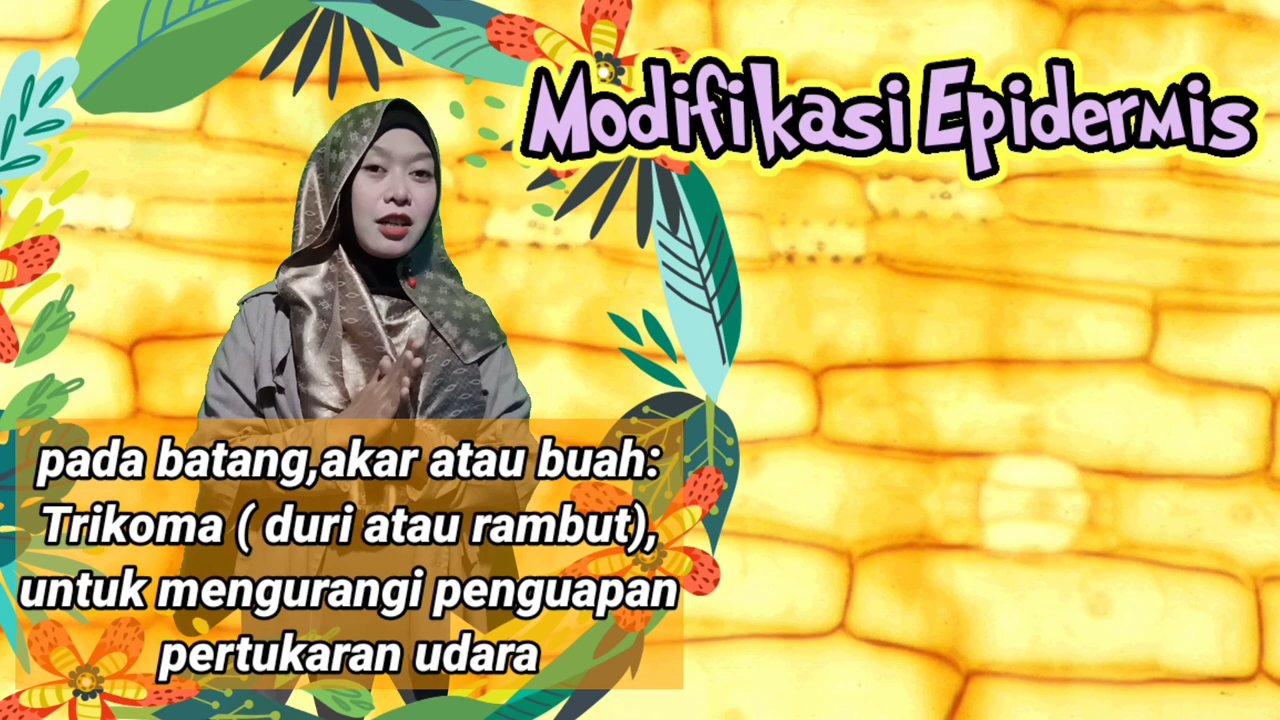 Modifikasi Epidermis
pada batang,akar atau buah:
Trikoma ( duri atau rambut),
untuk mengurangi penguapan
pertukaran udara